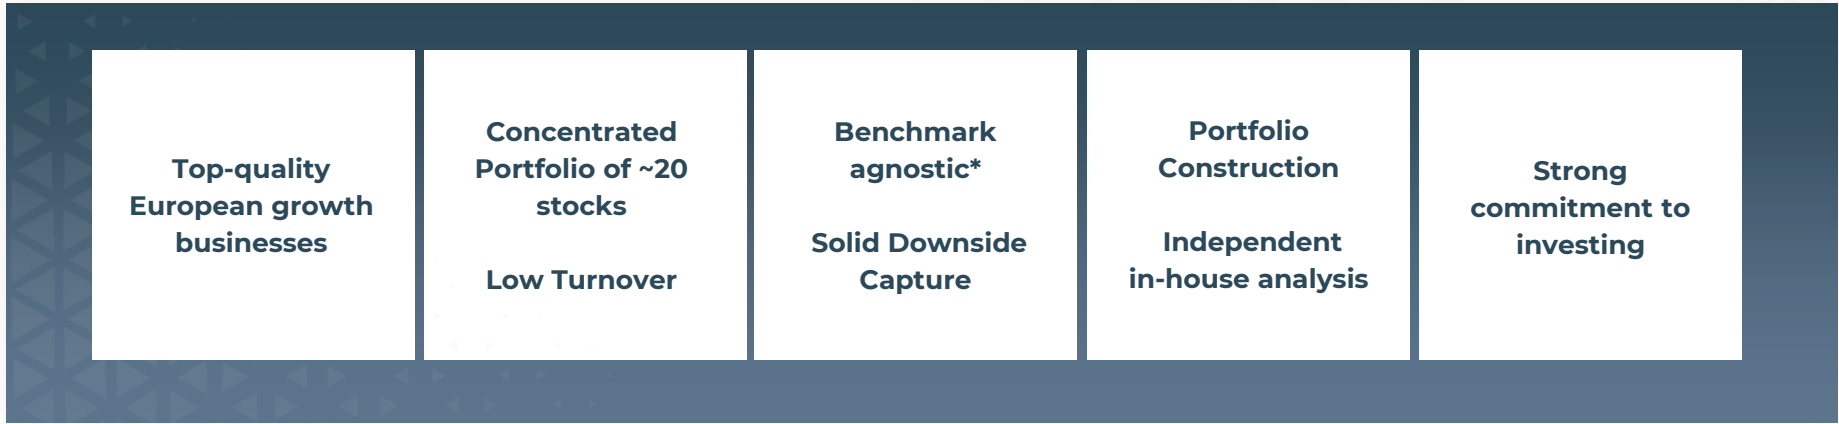 Top-quality
European growth
businesses
Concentrated
Portfolio of ~20
stocks
Low Turnover
Benchmark
agnostic*
Solid Downside
Capture
Portfolio
Construction
Independent
in-house analysis
Strong
commitment to
investing